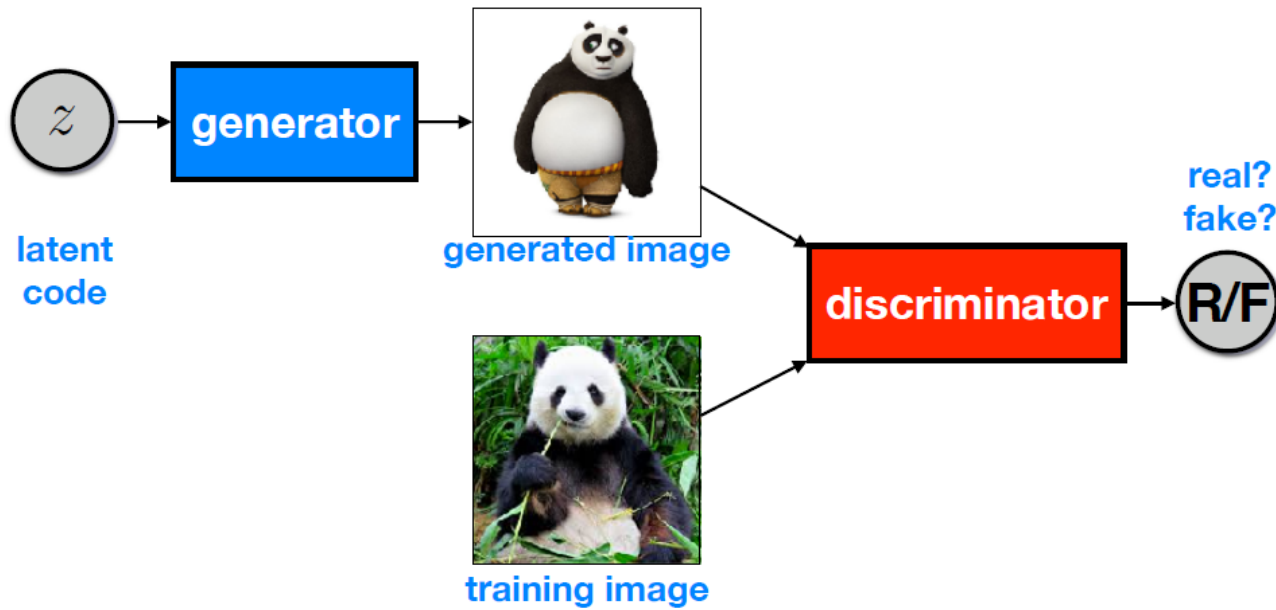 z
generator
latent
code
generated image
real?
fake?
discriminator
R/F
training image